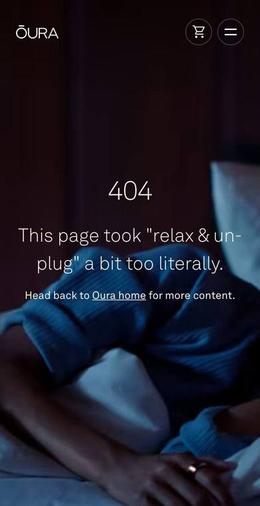 ŌURA
404
This page took "relax & un-
plug" a bit too literally.
Head back to Oura home for more content.